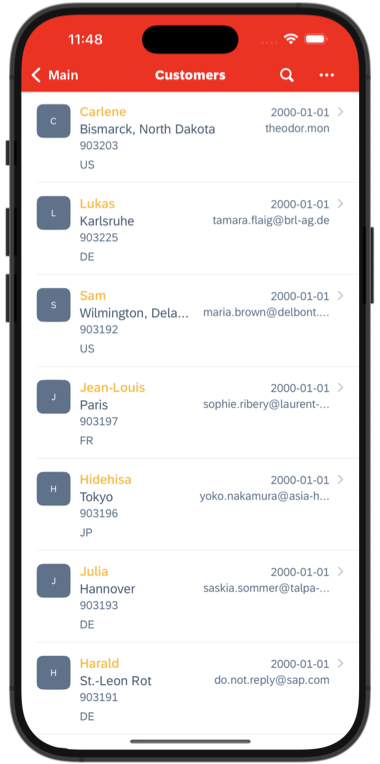 11:48
Main Customers
C Carlene 2000-01-01
Bismarck, North Dakota theodor.mon
903203
US
L Lukas 2000-01-01
Karlsruhe tamara.flaig@brl-ag.de
903225
DE
S Sam 2000-01-01
Wilmington, Dela... maria.brown@delbont....
903192
US
J Jean-Louis 2000-01-01
Paris sophie.ribery@laurent-...
903197
FR
H Hidehisa 2000-01-01
Tokyo yoko.nakamura@asia-h...
903196
JP
J Julia 2000-01-01
Hannover saskia.sommer@talpa-...
903193
DE
H Harald 2000-01-01
St.-Leon Rot do.not.reply@sap.com
903191
DE